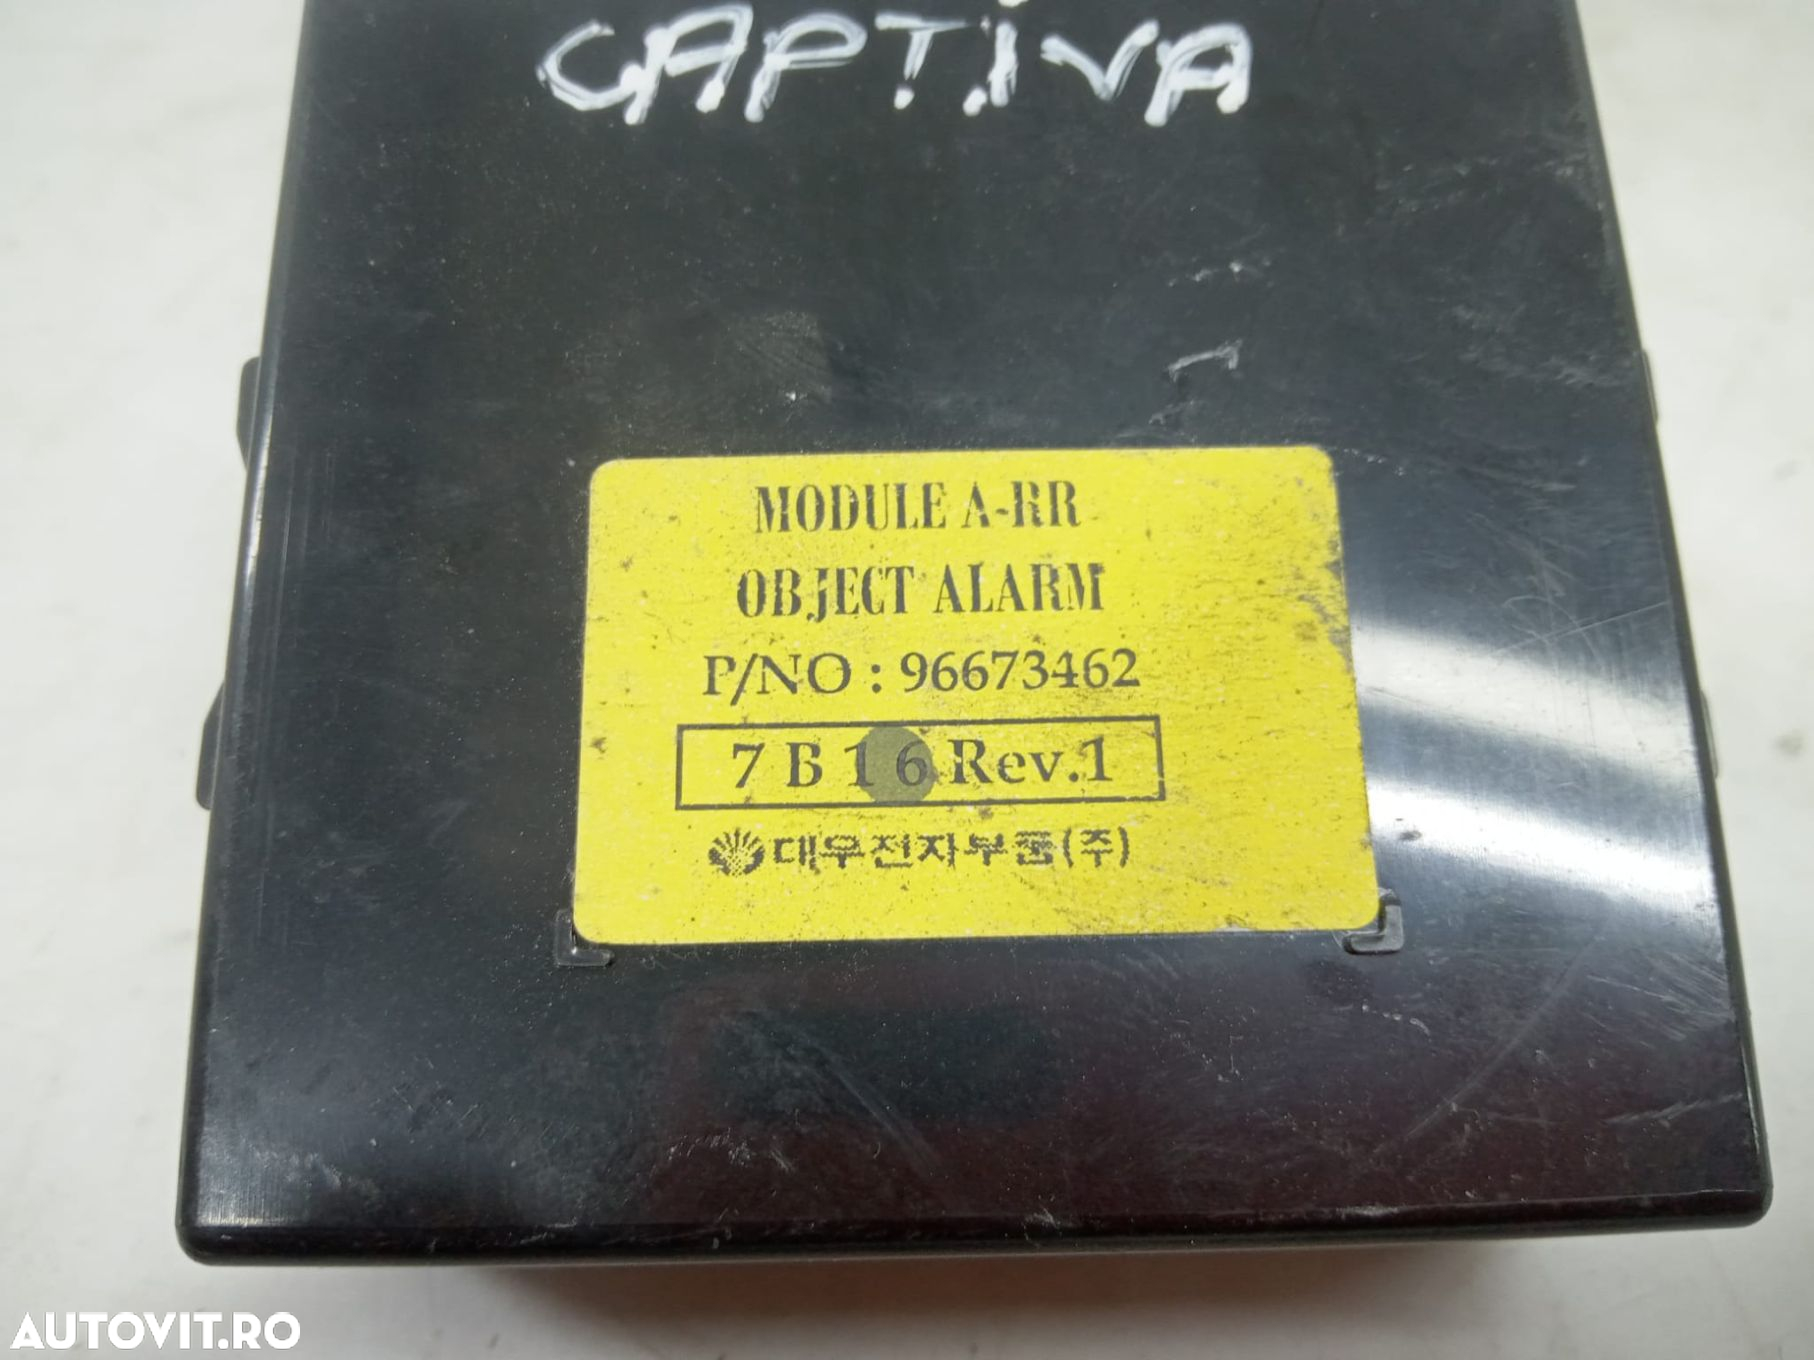 CAPTiVA
MODULE A-RR
OBJECT ALARM
P/NO : 96673462
7 B 1 6 Rev.1
대우전자부품(주)
AUTOVIT.RO